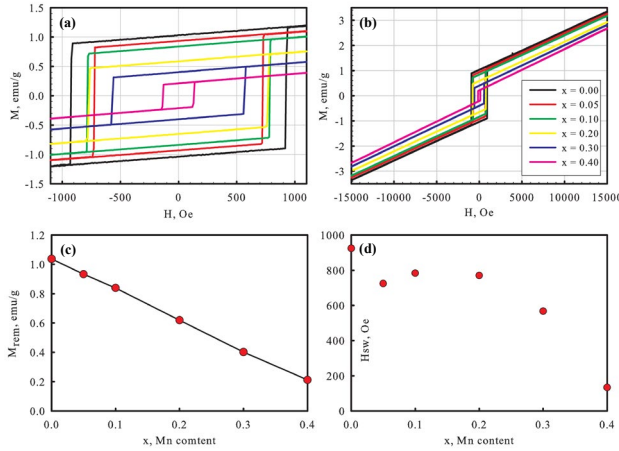 (a)
M, emu/g
1.5
1.0
0.5
0.0
-0.5
-1.0
-1.5
-1000 -500 0 500 1000
H, Oe
(b)
M, emu/g
3
2
1
0
-1
-2
-3
x = 0.00
x = 0.05
x = 0.10
x = 0.20
x = 0.30
x = 0.40
-15000 -10000 -5000 0 5000 10000 15000
H, Oe
(c)
Mrem, emu/g
1.2
1.0
0.8
0.6
0.4
0.2
0.0
0.0 0.1 0.2 0.3 0.4
x, Mn comtent
(d)
Hsw, Oe
1000
800
600
400
200
0
0.0 0.1 0.2 0.3 0.4
x, Mn content